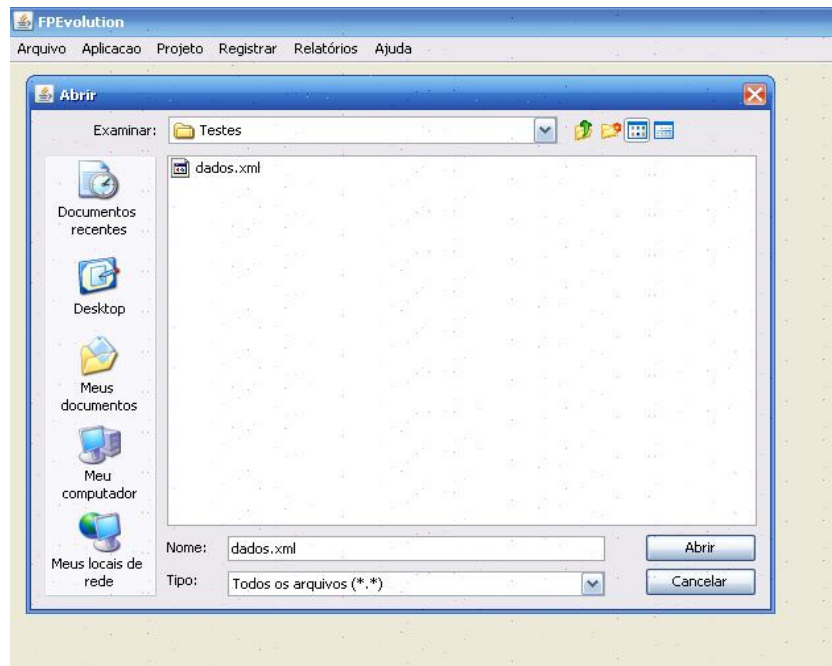 FPEvolution
Arquivo Aplicacao Projeto Registrar Relatórios Ajuda
Abrir
Examinar: Testes
dados.xml
Documentos
recentes
Desktop
Meus
documentos
Meu
computador
Meus locais de
rede
Nome: dados.xml Abrir
Tipo: Todos os arquivos (*.*) Cancelar